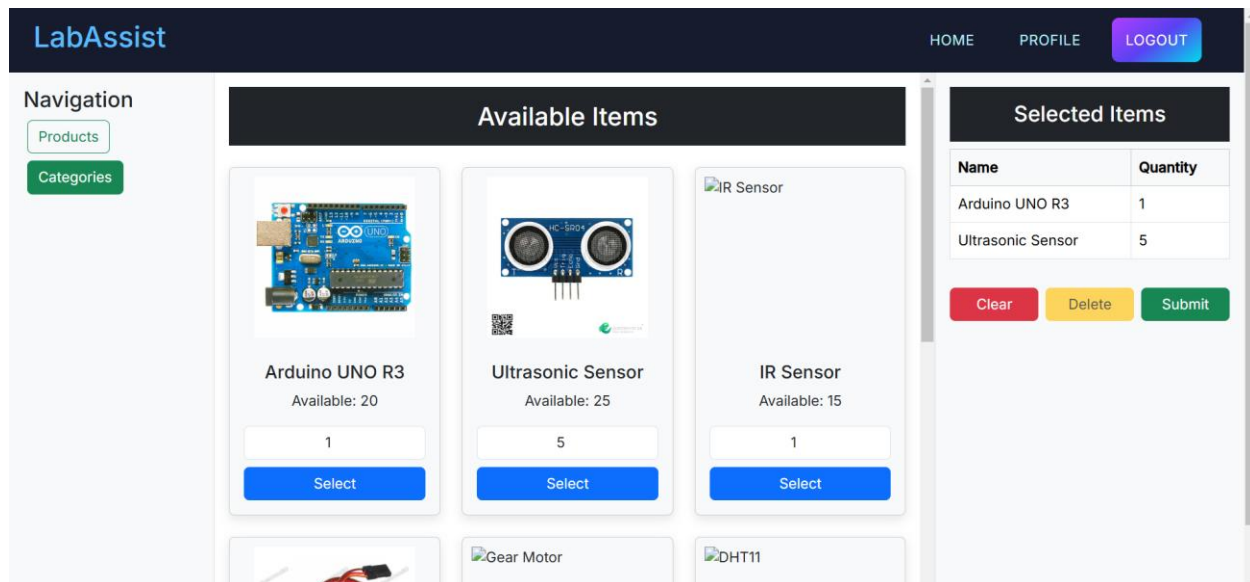 LabAssist
HOME PROFILE LOGOUT
Navigation
Products
Categories
Available Items
Arduino UNO R3
Available: 20
1
Select
HC-SR04
T R
Ultrasonic Sensor
Available: 25
5
Select
IR Sensor
IR Sensor
Available: 15
1
Select
Gear Motor
DHT11
Selected Items
Name Quantity
Arduino UNO R3 1
Ultrasonic Sensor 5
Clear Delete Submit